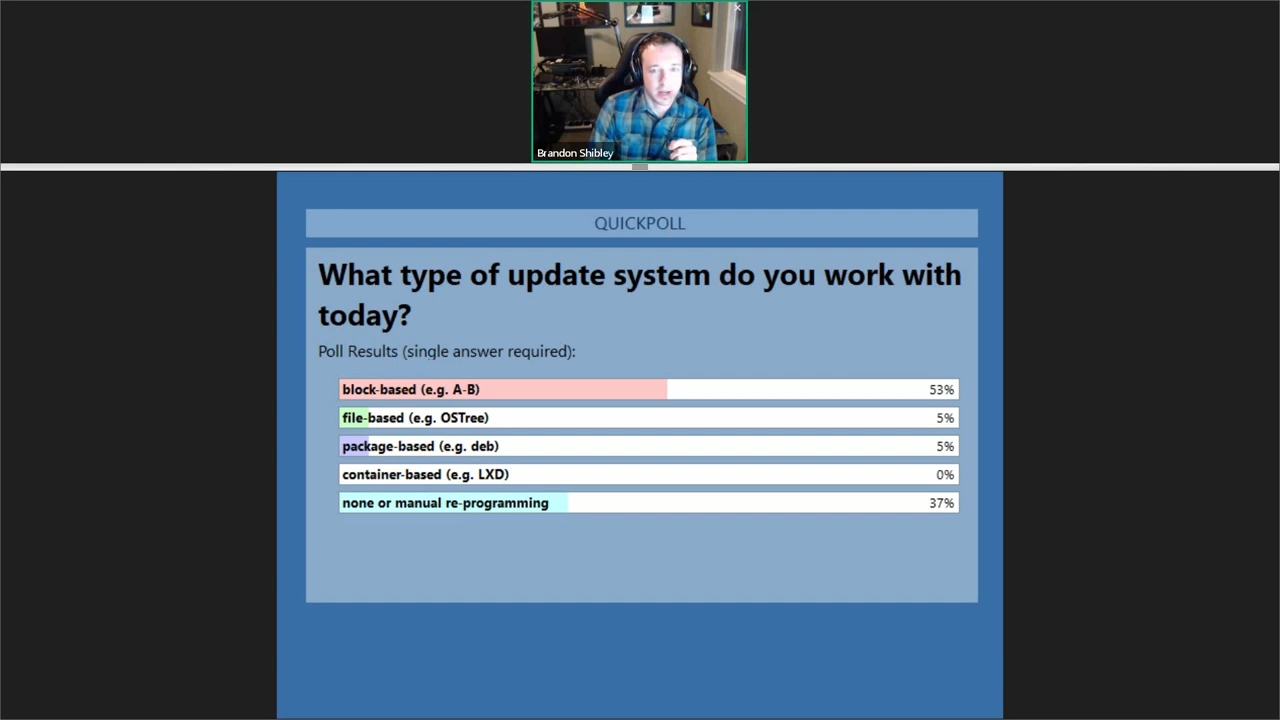 Brandon Shibley
QUICKPOLL
What type of update system do you work with
today?
Poll Results (single answer required):
block-based (e.g. A-B) 53%
file-based (e.g. OSTree) 5%
package-based (e.g. deb) 5%
container-based (e.g. LXD) 0%
none or manual re-programming 37%